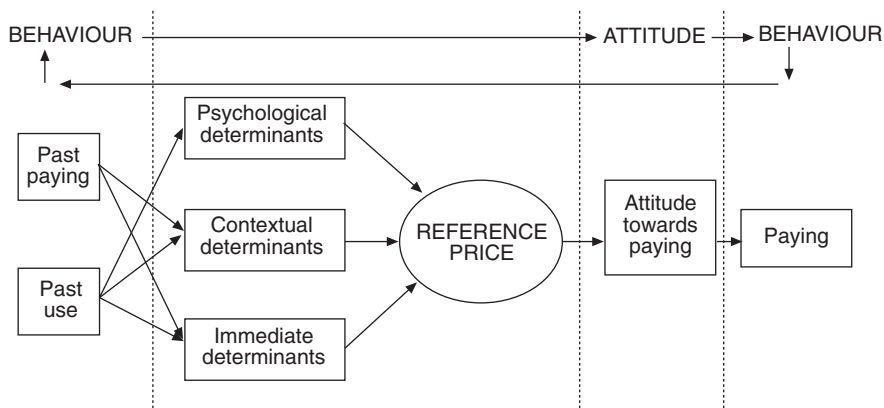 BEHAVIOUR
ATTITUDE
BEHAVIOUR
Psychological
determinants
Past
paying
Contextual
determinants
REFERENCE
PRICE
Attitude
towards
paying
Paying
Past
use
Immediate
determinants